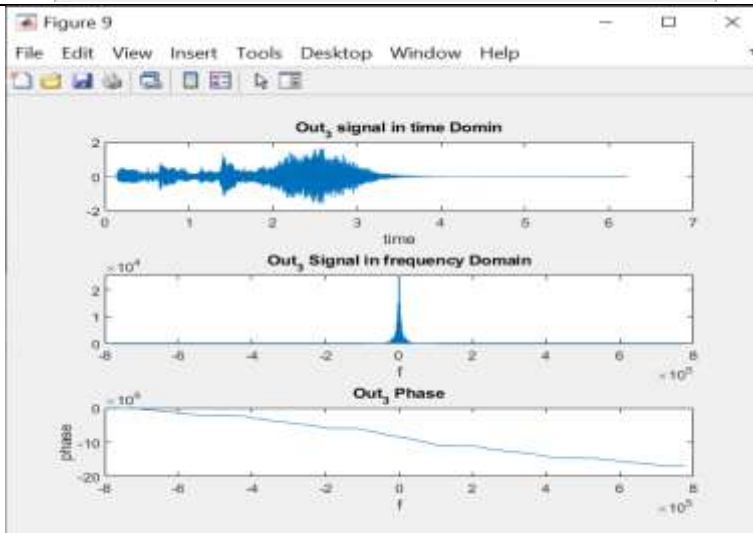 Figure 9
File Edit View Insert Tools Desktop Window Help
Out3 signal in time Domin
2
0
-2
0 1 2 3 4 5 6 7
time
Out3 Signal in frequency Domain
×10^4
2
1
0
-8 -6 -4 -2 0 2 4 6 8
f
×10^5
Out3 Phase
×10^6
0
-10
-20
phase
-8 -6 -4 -2 0 2 4 6 8
f
×10^5